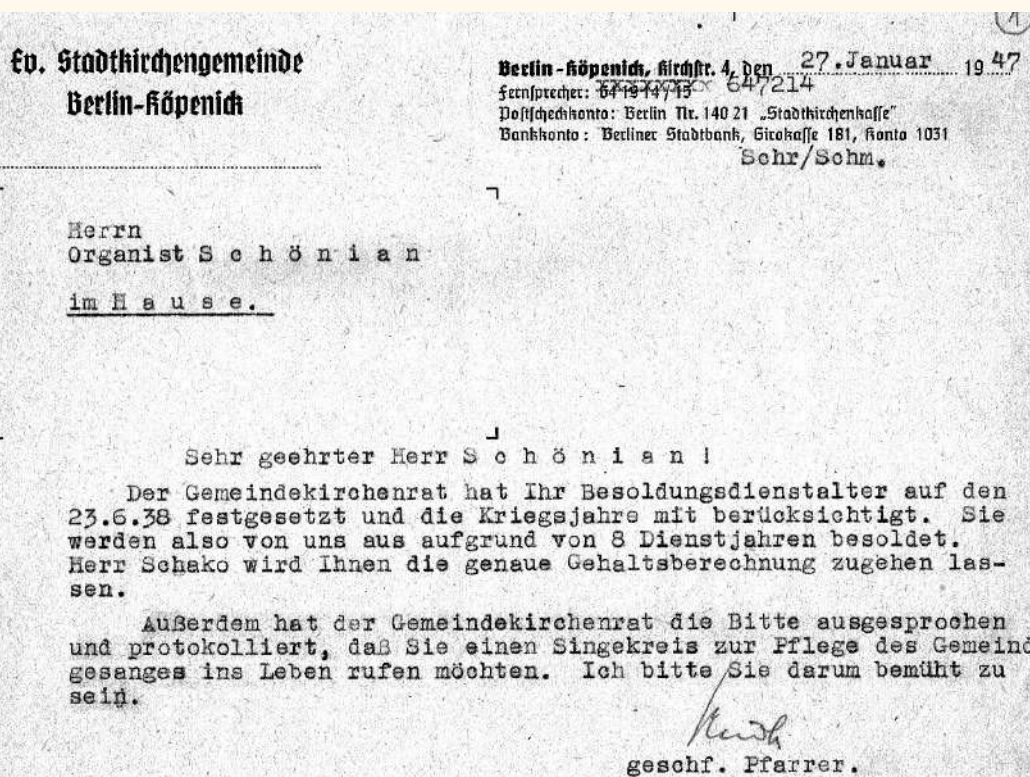 Ev. Stadtkirchengemeinde
Berlin-Köpenick
Berlin-Köpenick, Kirchstr. 4, den 27.Januar 1947
Fernsprecher: 647214
Postscheckkonto: Berlin Nr. 140 21 „Stadtkirchenkasse"
Bankkonto: Berliner Stadtbank, Girokasse 181, Konto 1031
Schr/Schm.
Herrn
Organist S c h ö n i a n
im H a u s e.
Sehr geehrter Herr S c h ö n i a n !
Der Gemeindekirchenrat hat Ihr Besoldungsdienstalter auf den
23.6.38 festgesetzt und die Kriegsjahre mit berücksichtigt. Sie
werden also von uns aus aufgrund von 8 Dienstjahren besoldet.
Herr Schako wird Ihnen die genaue Gehaltsberechnung zugehen las-
sen.
Außerdem hat der Gemeindekirchenrat die Bitte ausgesprochen
und protokolliert, daß Sie einen Singekreis zur Pflege des Gemeind
gesanges ins Leben rufen möchten. Ich bitte Sie darum bemüht zu
sein.
geschf. Pfarrer.